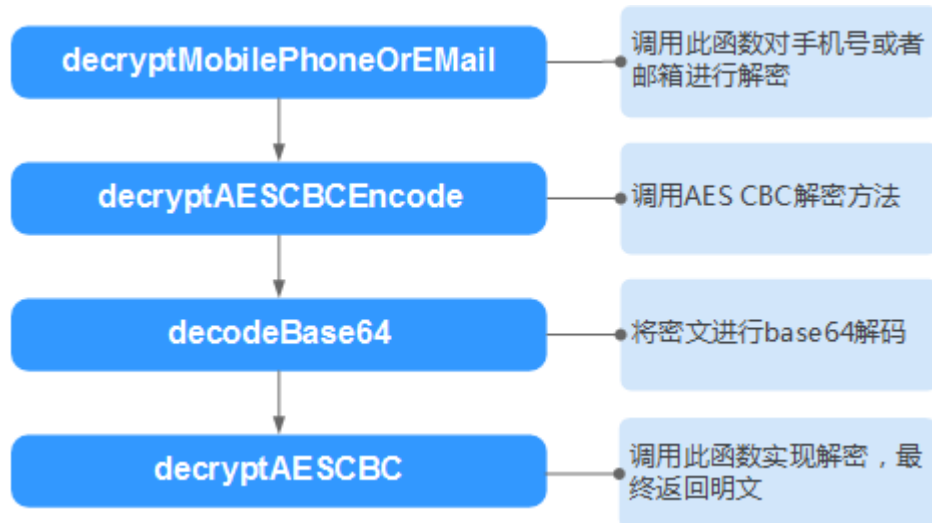 decryptMobilePhoneOrEMail
调用此函数对手机号或者
邮箱进行解密
decryptAESCBCEncode
调用AES CBC解密方法
decodeBase64
将密文进行base64解码
decryptAESCBC
调用此函数实现解密，最
终返回明文